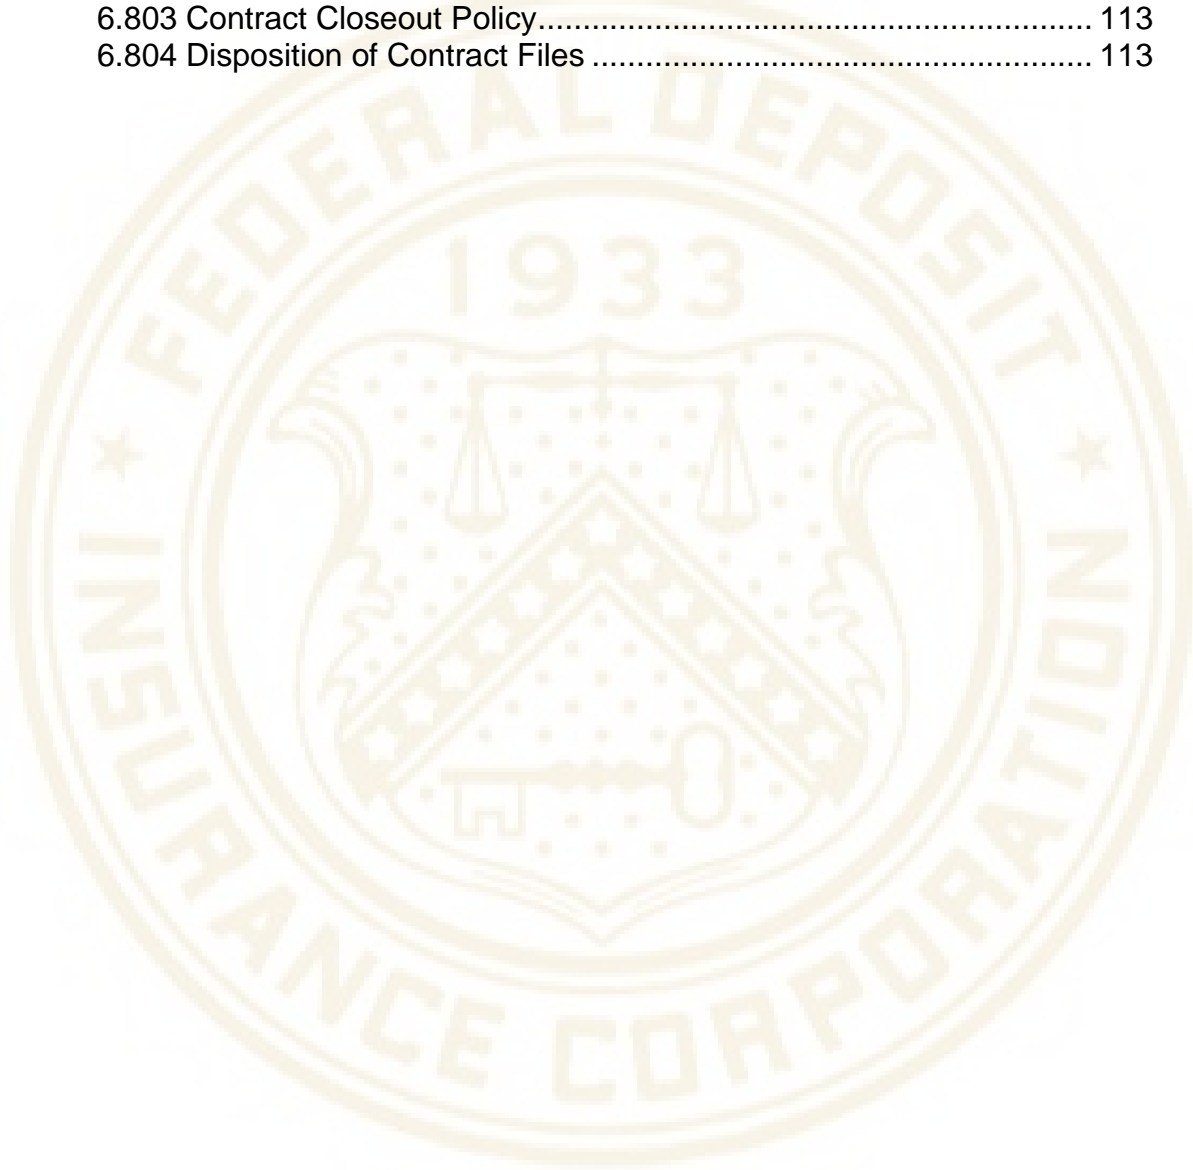 6.803 Contract Closeout Policy................................................................ 113
6.804 Disposition of Contract Files .......................................................... 113
FEDERAL DEPOSIT
1933
INSURANCE CORPORATION